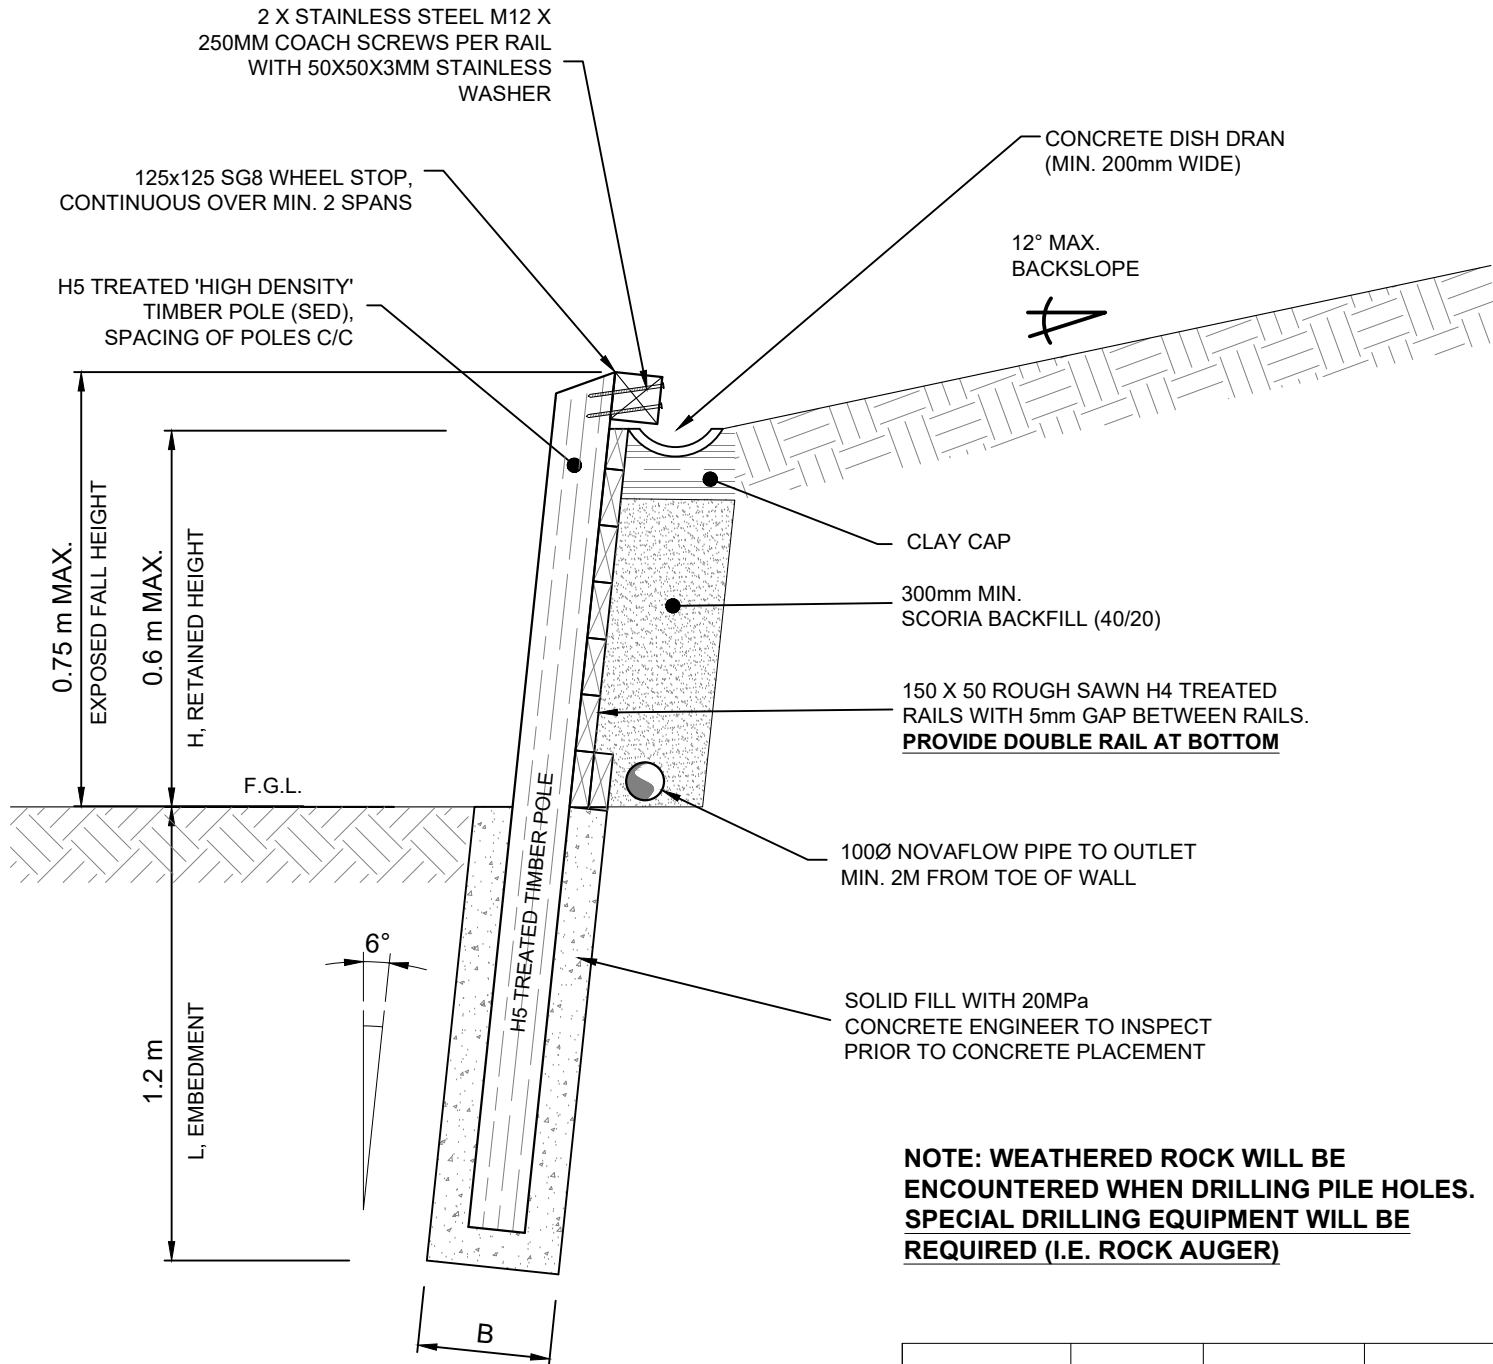 2 X STAINLESS STEEL M12 X
250MM COACH SCREWS PER RAIL
WITH 50X50X3MM STAINLESS
WASHER
CONCRETE DISH DRAN
(MIN. 200mm WIDE)
125x125 SG8 WHEEL STOP,
CONTINUOUS OVER MIN. 2 SPANS
12° MAX.
BACKSLOPE
H5 TREATED 'HIGH DENSITY'
TIMBER POLE (SED),
SPACING OF POLES C/C
0.75 m MAX.
EXPOSED FALL HEIGHT
0.6 m MAX.
H, RETAINED HEIGHT
CLAY CAP
300mm MIN.
SCORIA BACKFILL (40/20)
150 X 50 ROUGH SAWN H4 TREATED
RAILS WITH 5mm GAP BETWEEN RAILS.
PROVIDE DOUBLE RAIL AT BOTTOM
F.G.L.
H5 TREATED TIMBER POLE
100Ø NOVAFLOW PIPE TO OUTLET
MIN. 2M FROM TOE OF WALL
6°
1.2 m
L, EMBEDMENT
SOLID FILL WITH 20MPa
CONCRETE ENGINEER TO INSPECT
PRIOR TO CONCRETE PLACEMENT
NOTE: WEATHERED ROCK WILL BE
ENCOUNTERED WHEN DRILLING PILE HOLES.
SPECIAL DRILLING EQUIPMENT WILL BE
REQUIRED (I.E. ROCK AUGER)
B